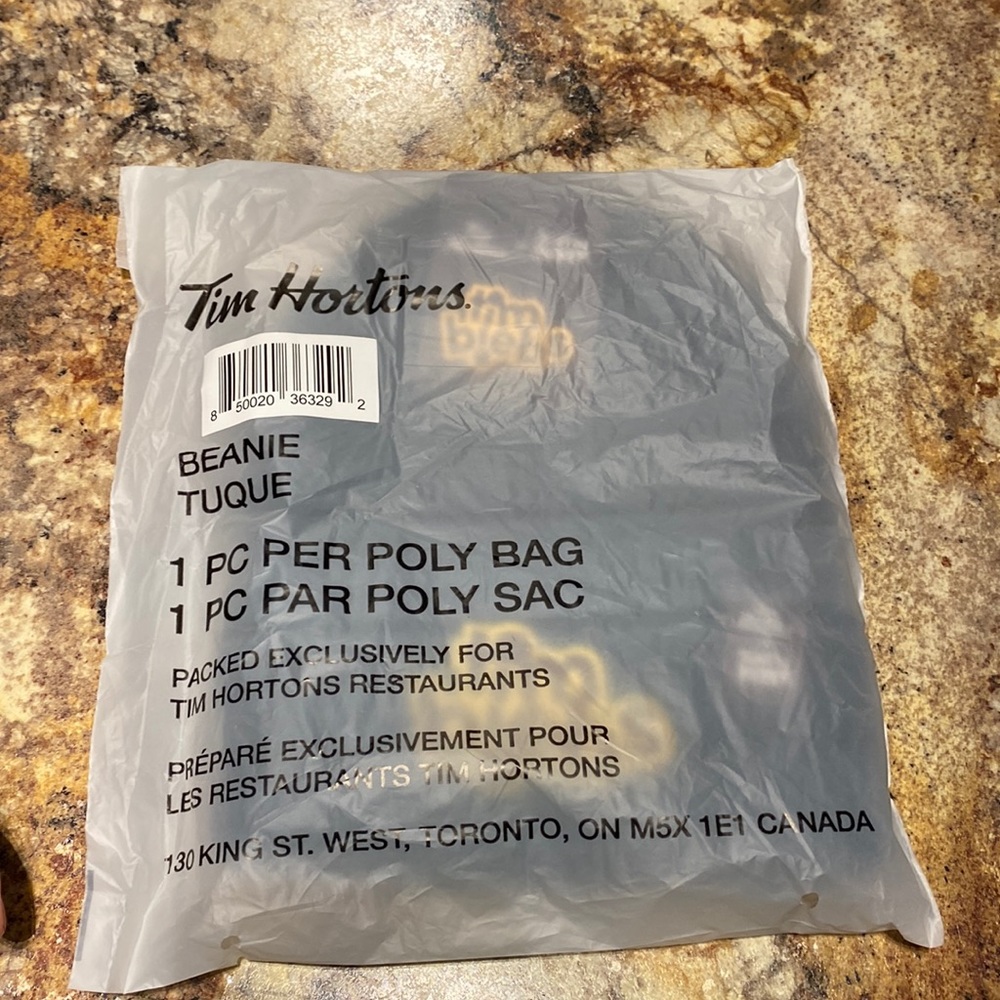 Tim Hortons.
8 50020 36329 2
BEANIE
TUQUE
1 PC PER POLY BAG
1 PC PAR POLY SAC
PACKED EXCLUSIVELY FOR
TIM HORTONS RESTAURANTS
PRÉPARÉ EXCLUSIVEMENT POUR
LES RESTAURANTS TIM HORTONS
130 KING ST. WEST, TORONTO, ON M5X 1E1 CANADA